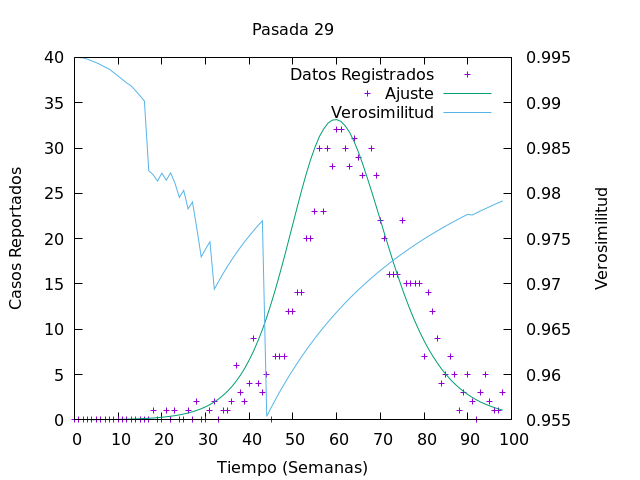 Pasada 29
40 0.995
Datos Registrados
35 Ajuste 0.99
Verosimilitud
30 0.985
25 0.98
20 0.975
15 0.97
10 0.965
5 0.96
0 0.955
0 10 20 30 40 50 60 70 80 90 100
Tiempo (Semanas)
Casos Reportados
Verosimilitud